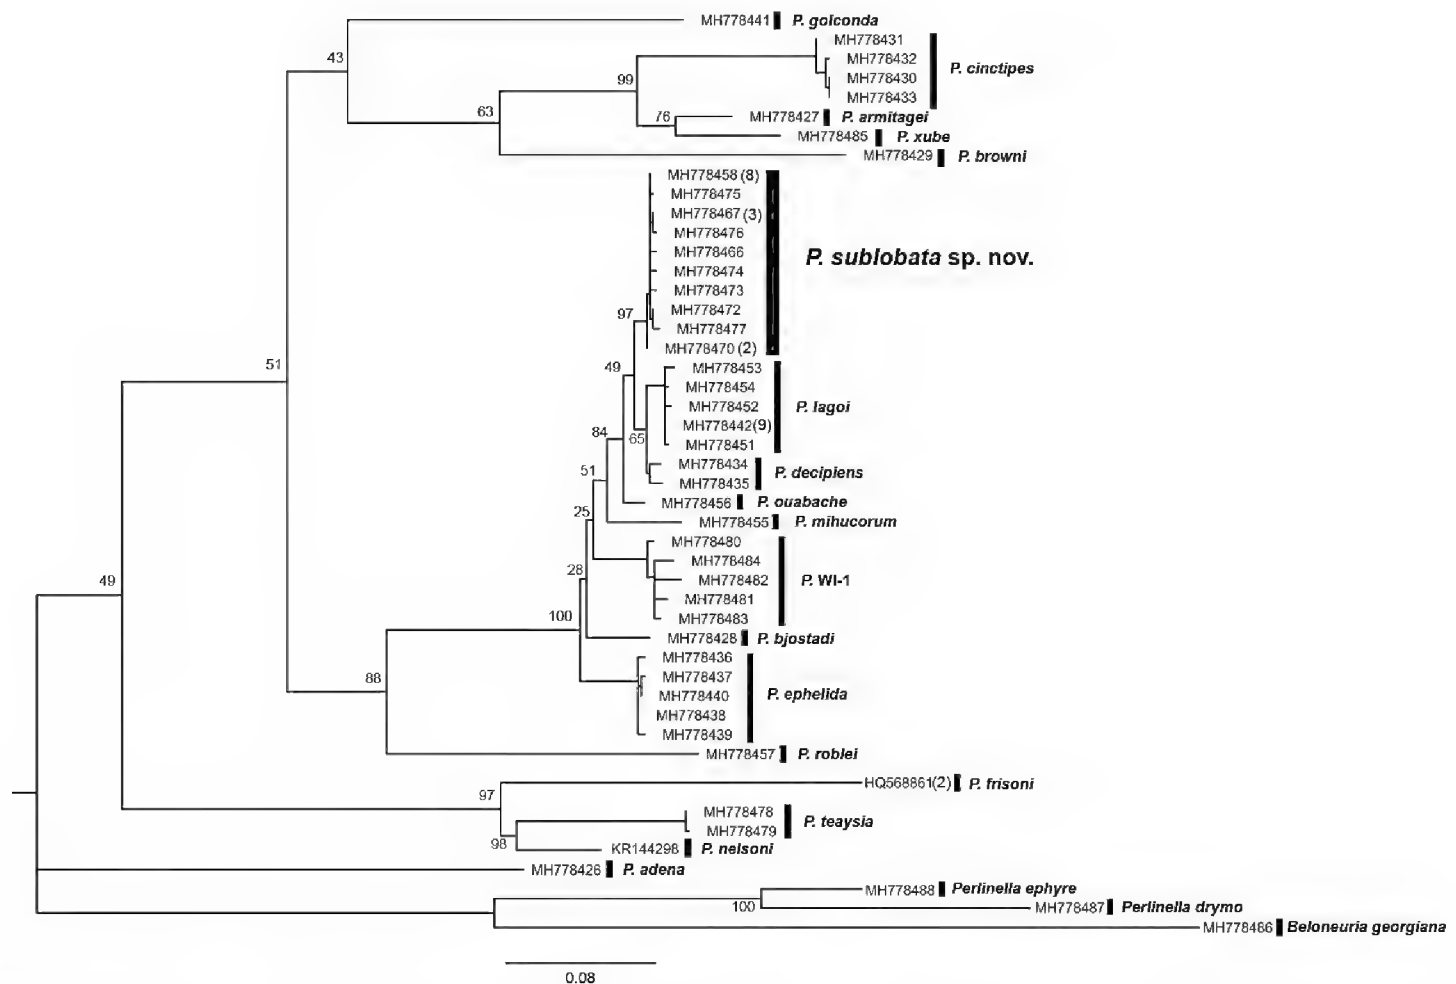 MH778441 P. golconda
MH778431
43
MH778432
P. cinctipes
MH778430
99
MH778433
63
76
MH778427 P. armitagei
MH778485 P. xube
MH778429 P. browni
MH778458 (8)
MH778475
MH778467 (3)
MH778476
MH778466
P. sublobata sp. nov.
MH778474
MH778473
MH778472
97
MH778477
MH778470 (2)
51
49
MH778453
MH778454
MH778452
P. lagoi
MH778442 (9)
84
65
MH778451
MH778434
P. decipiens
51
MH778435
MH778456 P. ouabache
25
MH778455 P. mihucorum
MH778480
MH778484
49
28
MH778482
P. WI-1
MH778481
100
MH778483
MH778428 P. bjostadi
MH778436
88
MH778437
MH778440
P. ephelida
MH778438
MH778439
MH778457 P. roblei
HQ568861(2) P. frisoni
97
MH778478
P. teaysia
MH778479
98
KR144298 P. nelsoni
MH778426 P. adena
MH778488 Perlinella ephyre
100
MH778487 Perlinella drymo
MH778486 Beloneuria georgiana
0.08